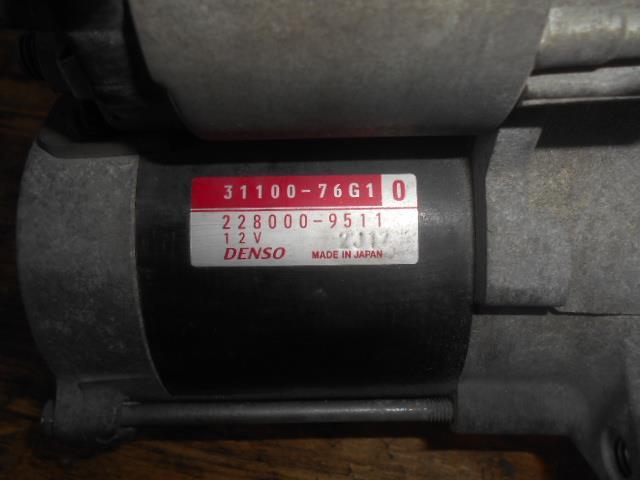 31100-76G1 0
228000-9511
12V
DENSO MADE IN JAPAN